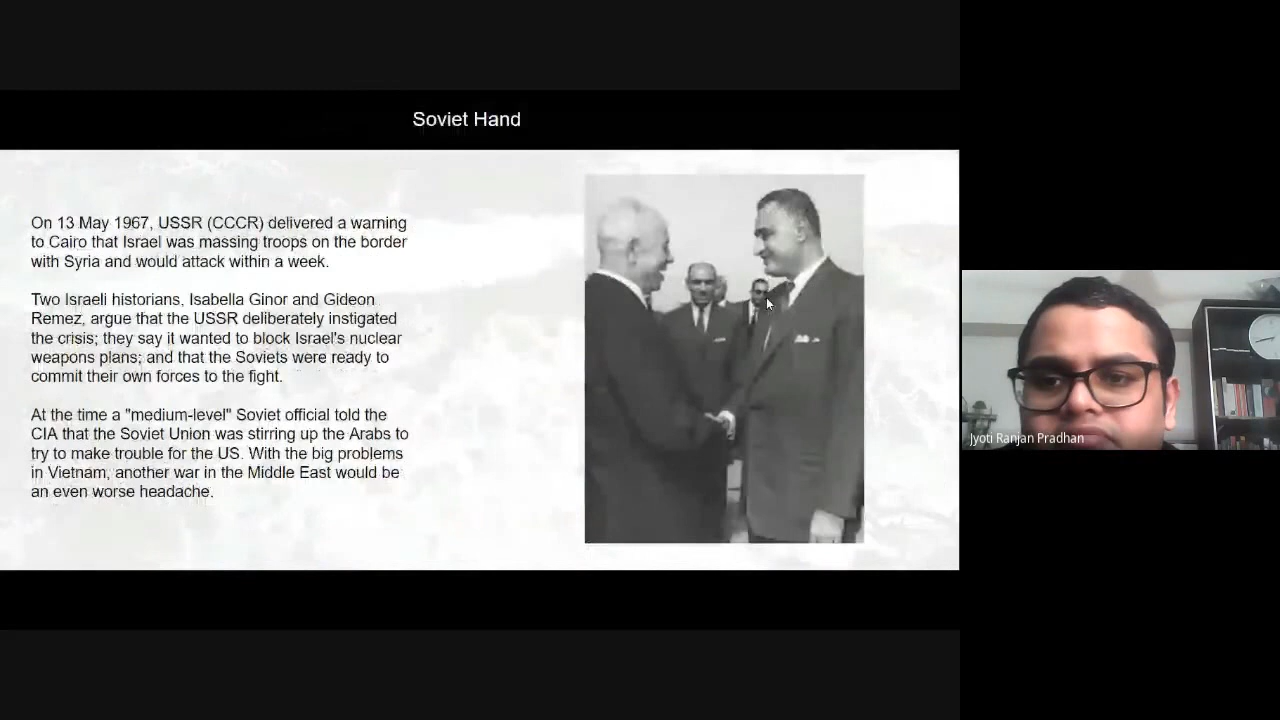 Soviet Hand
On 13 May 1967, USSR (CCCR) delivered a warning
to Cairo that Israel was massing troops on the border
with Syria and would attack within a week.
Two Israeli historians, Isabella Ginor and Gideon
Remez, argue that the USSR deliberately instigated
the crisis; they say it wanted to block Israel's nuclear
weapons plans; and that the Soviets were ready to
commit their own forces to the fight.
At the time a "medium-level" Soviet official told the
CIA that the Soviet Union was stirring up the Arabs to
try to make trouble for the US. With the big problems
in Vietnam, another war in the Middle East would be
an even worse headache.
Jyoti Ranjan Pradhan